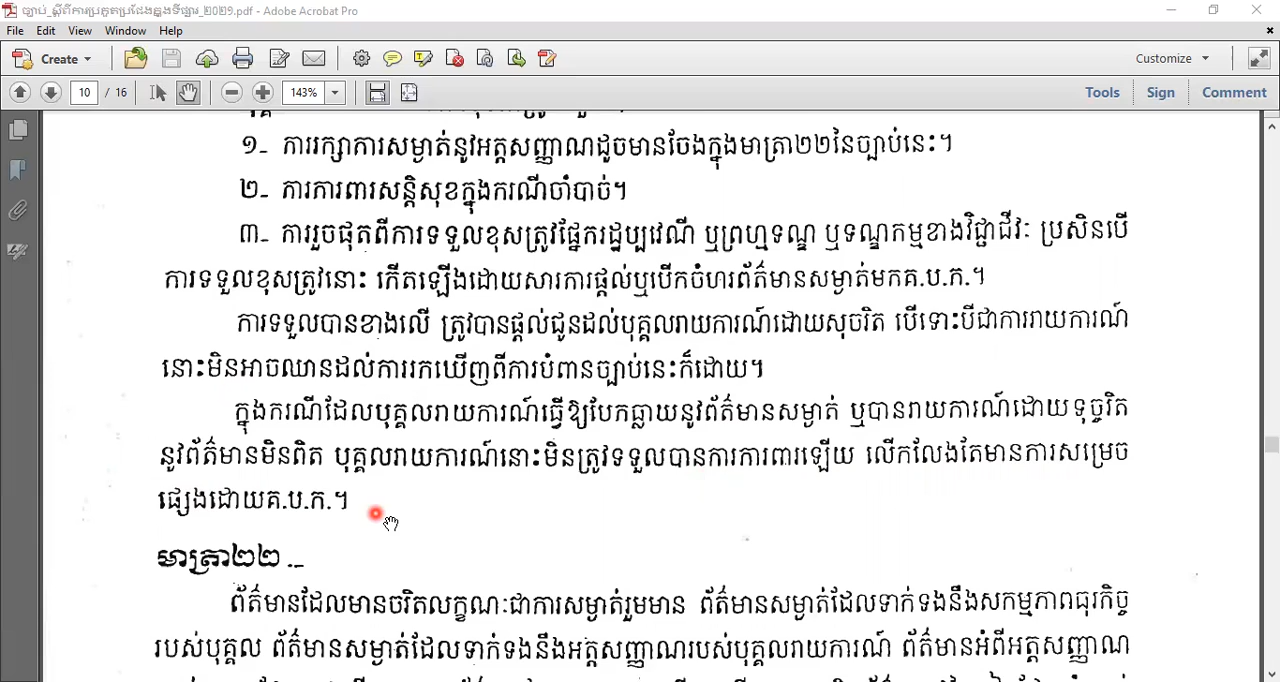 ច្បាប់_ស្តីពីការប្រកួតប្រជែងក្នុងទីផ្សារ_2029.pdf - Adobe Acrobat Pro
File Edit View Window Help
Create Customize
10 / 16 143% Tools Sign Comment
១- ការរក្សាការសម្ងាត់នូវអត្តសញ្ញាណដូចមានចែងក្នុងមាត្រា២២នៃច្បាប់នេះ។
២- ការការពារសន្តិសុខក្នុងករណីចាំបាច់។
៣- ការរួចផុតពីការទទួលខុសត្រូវផ្នែករដ្ឋប្បវេណី ឬព្រហ្មទណ្ឌ ឬទណ្ឌកម្មខាងវិជ្ជាជីវៈ ប្រសិនបើ
ការទទួលខុសត្រូវនោះ កើតឡើងដោយសារការផ្តល់ឬបើកចំហរព័ត៌មានសម្ងាត់មកគ.ប.ក.។
ការទទួលបានខាងលើ ត្រូវបានផ្តល់ជូនដល់បុគ្គលរាយការណ៍ដោយសុចរិត បើទោះបីជាការរាយការណ៍
នោះមិនអាចឈានដល់ការរកឃើញពីការបំពានច្បាប់នេះក៏ដោយ។
ក្នុងករណីដែលបុគ្គលរាយការណ៍ធ្វើឱ្យបែកធ្លាយនូវព័ត៌មានសម្ងាត់ ឬបានរាយការណ៍ដោយទុច្ចរិត
នូវព័ត៌មានមិនពិត បុគ្គលរាយការណ៍នោះមិនត្រូវទទួលបានការការពារឡើយ លើកលែងតែមានការសម្រេច
ផ្សេងដោយគ.ប.ក.។
មាត្រា២២ ._
ព័ត៌មានដែលមានចរិតលក្ខណៈជាការសម្ងាត់រួមមាន ព័ត៌មានសម្ងាត់ដែលទាក់ទងនឹងសកម្មភាពធុរកិច្ច
របស់បុគ្គល ព័ត៌មានសម្ងាត់ដែលទាក់ទងនឹងអត្តសញ្ញាណរបស់បុគ្គលរាយការណ៍ ព័ត៌មានអំពីអត្តសញ្ញាណ